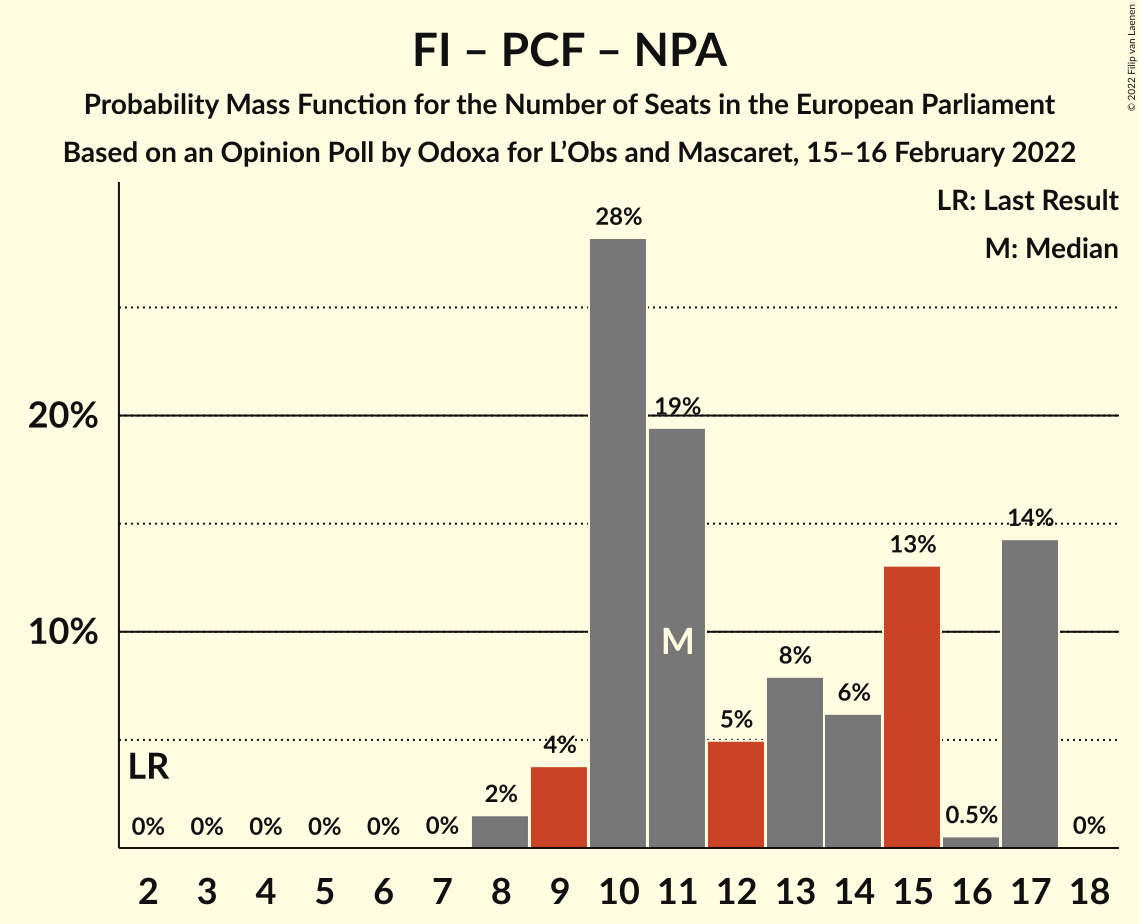 FI – PCF – NPA
Probability Mass Function for the Number of Seats in the European Parliament
Based on an Opinion Poll by Odoxa for L’Obs and Mascaret, 15–16 February 2022
© 2022 Filip van Laenen
LR: Last Result
M: Median
28%
20%
19%
14%
13%
10%
M
8%
6%
5%
4%
LR
2%
0.5%
0% 0% 0% 0% 0% 0% 0%
2 3 4 5 6 7 8 9 10 11 12 13 14 15 16 17 18